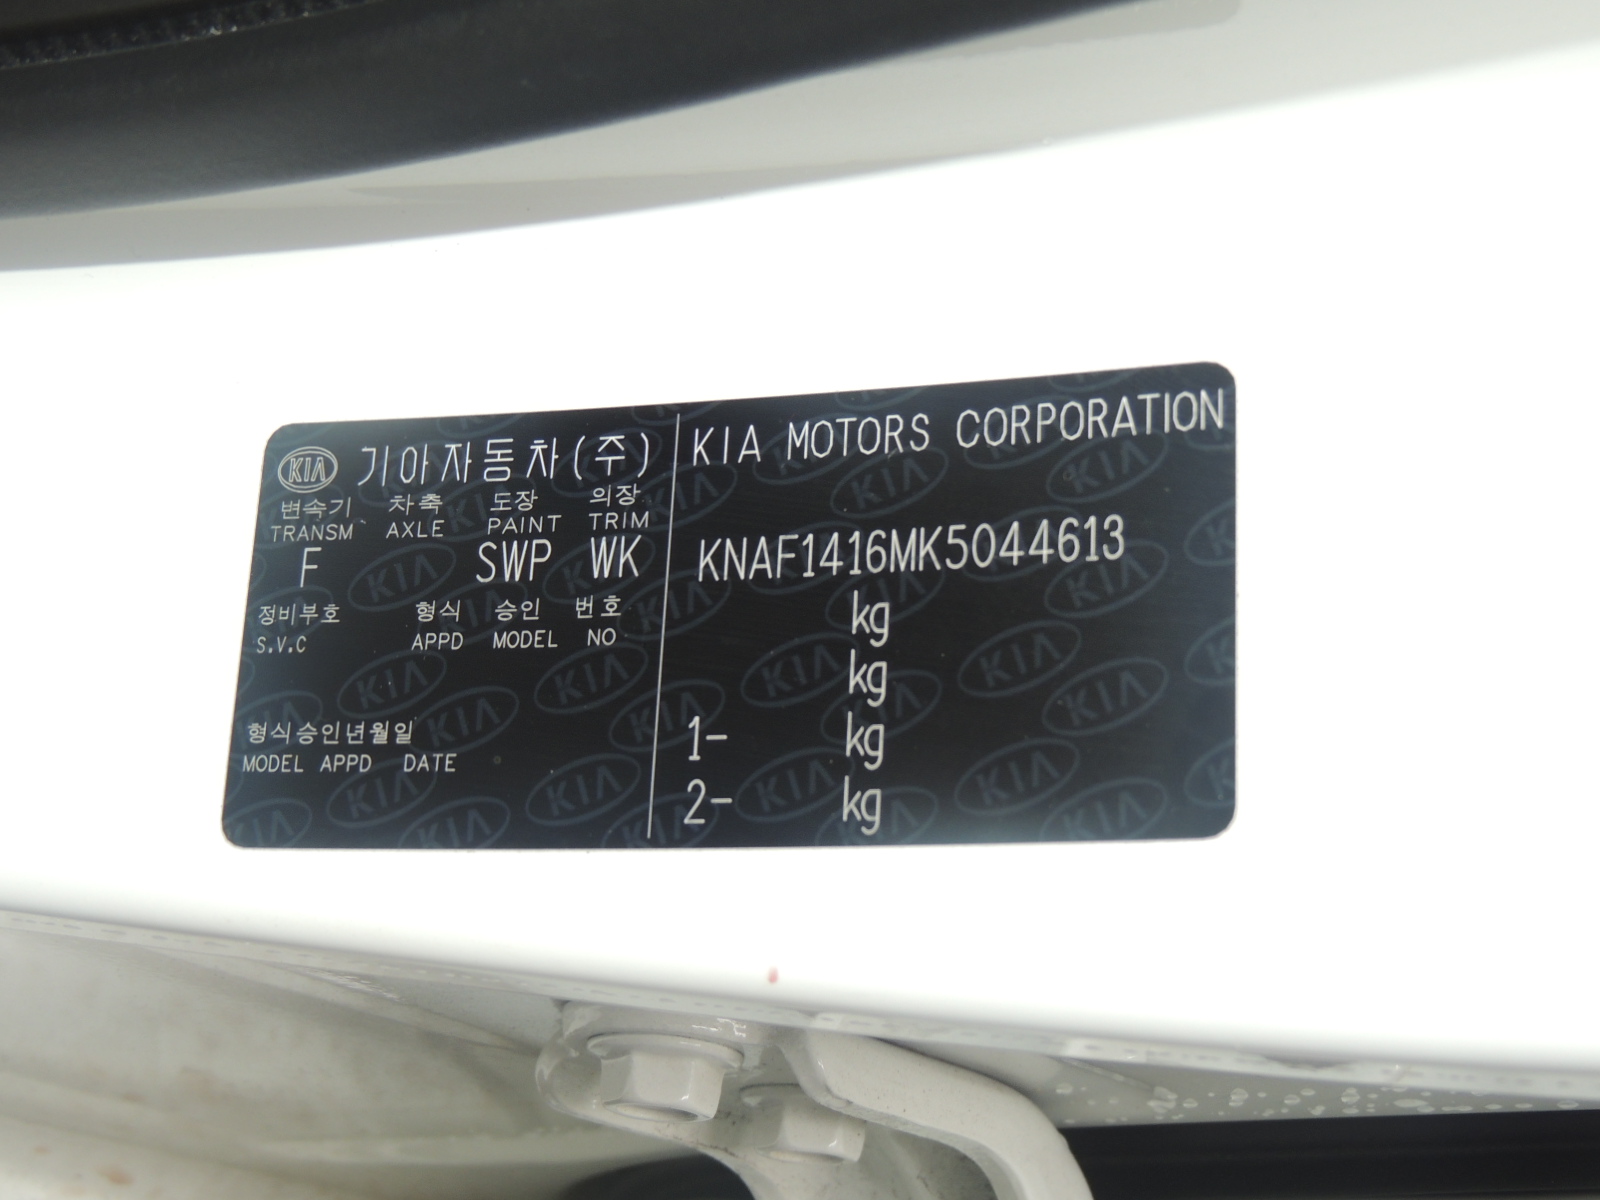 KIA 기아자동차(주) KIA MOTORS CORPORATION
변속기 차축 도장 의장
TRANSM AXLE PAINT TRIM
F SWP WK KNAF1416MK5044613
정비부호 형식 승인 번호 kg
S.V.C APPD MODEL NO kg
형식승인년월일 1- kg
MODEL APPD DATE 2- kg